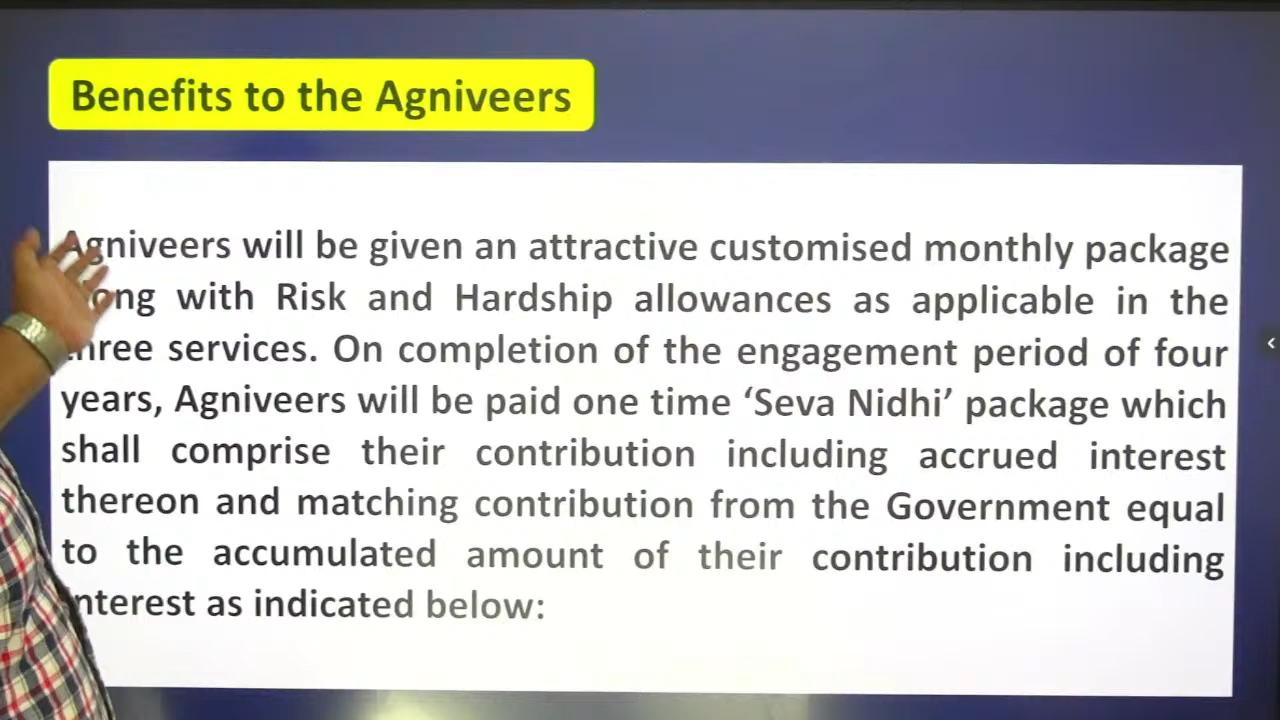 Benefits to the Agniveers
Agniveers will be given an attractive customised monthly package
along with Risk and Hardship allowances as applicable in the
three services. On completion of the engagement period of four
years, Agniveers will be paid one time ‘Seva Nidhi’ package which
shall comprise their contribution including accrued interest
thereon and matching contribution from the Government equal
to the accumulated amount of their contribution including
interest as indicated below: